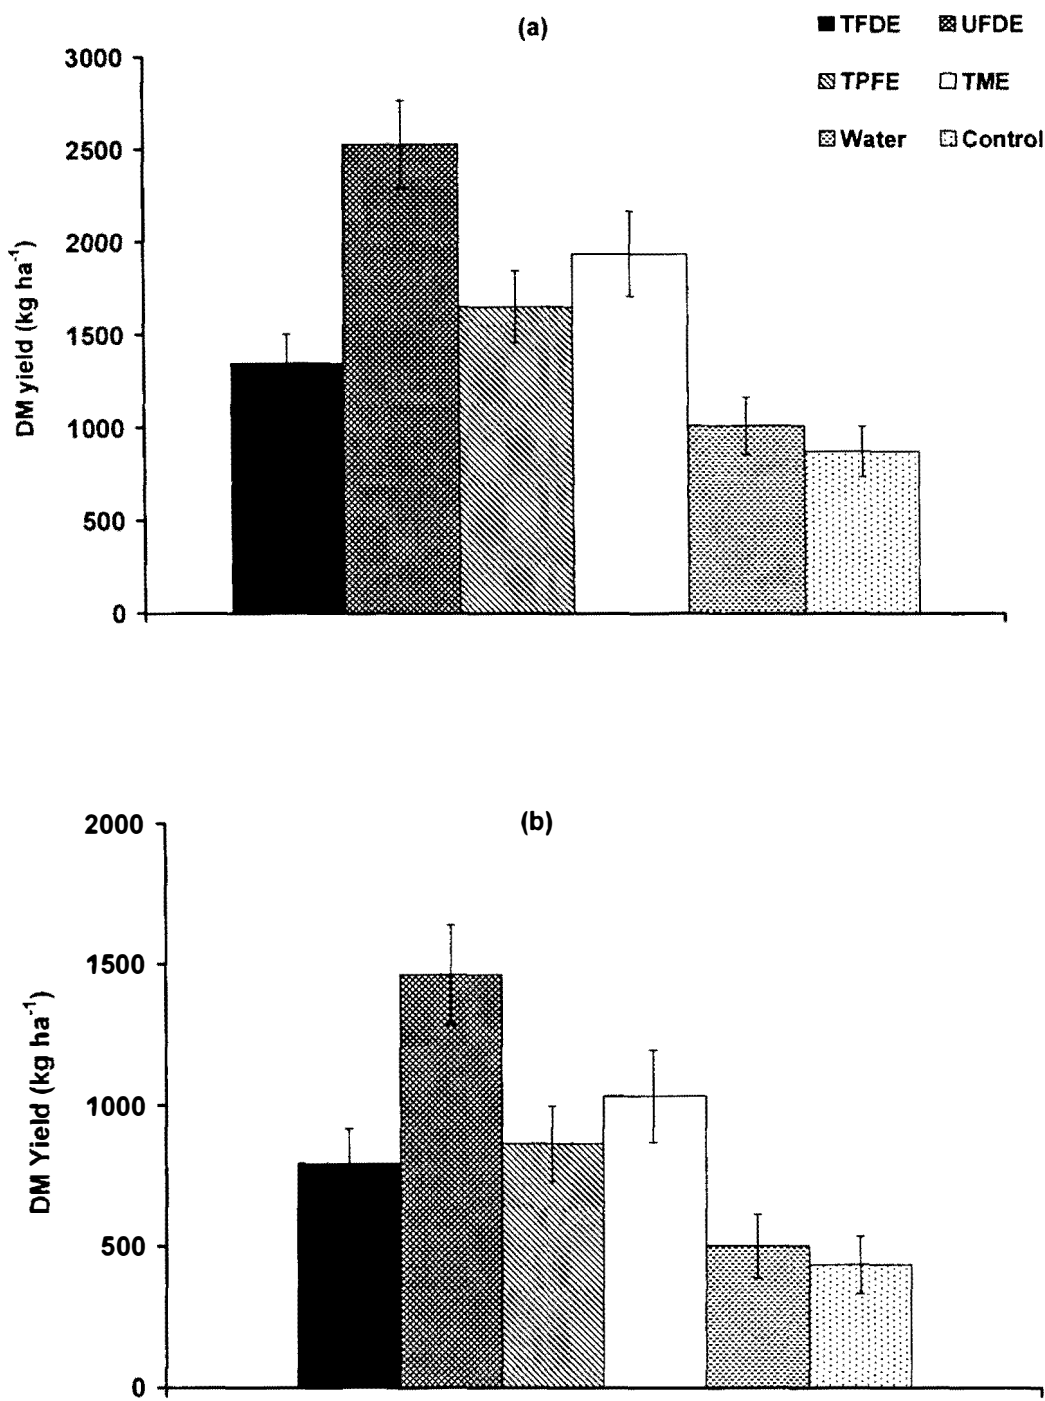 (a)
TFDE UFDE
TPFE TME
Water Control
3000
2500
2000
1500
1000
500
0
DM yield (kg ha⁻¹)
(b)
2000
1500
1000
500
0
DM Yield (kg ha⁻¹)